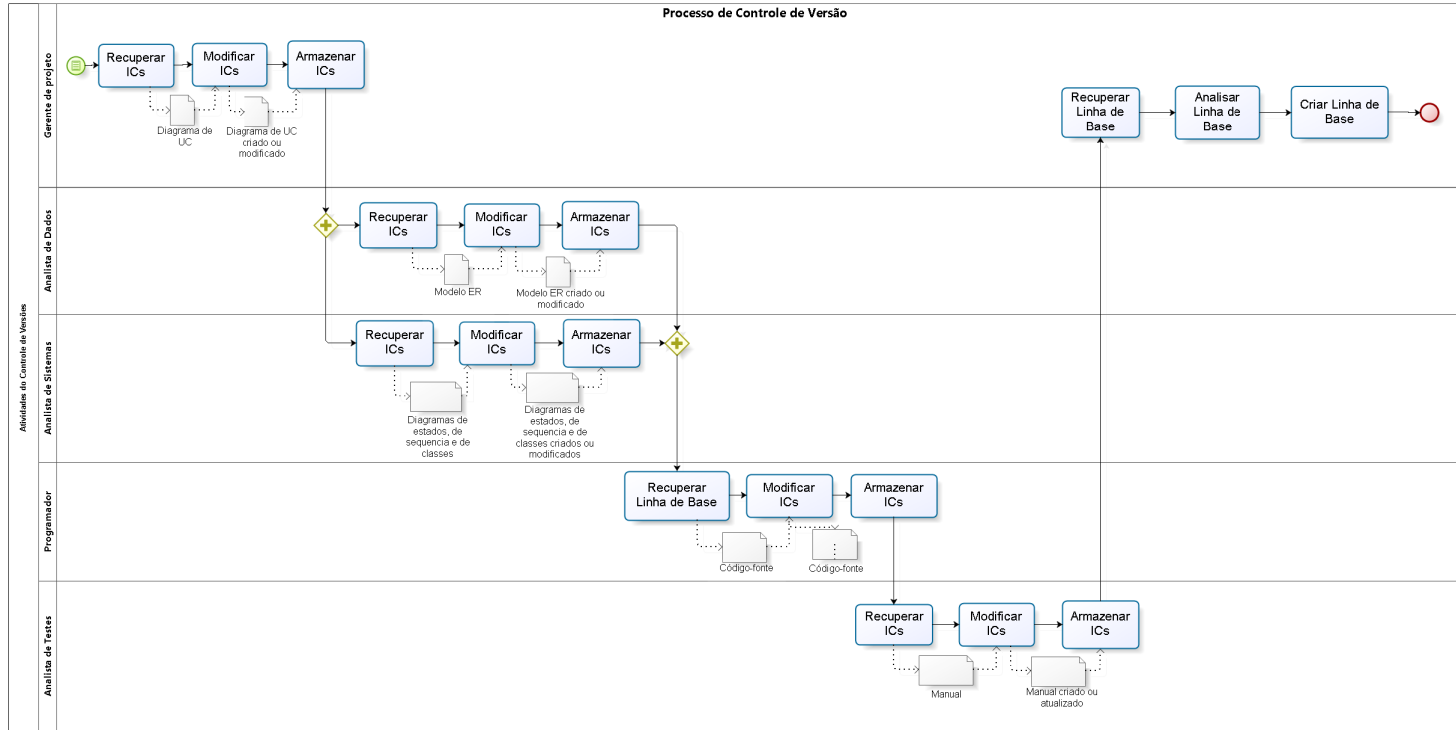 Processo de Controle de Versão
Atividades do Controle de Versões
Gerente de projeto
Recuperar
ICs
Modificar
ICs
Armazenar
ICs
Diagrama de
UC
Diagrama de UC
criado ou
modificado
Recuperar
Linha de
Base
Analisar
Linha de
Base
Criar Linha de
Base
Analista de Dados
Recuperar
ICs
Modificar
ICs
Armazenar
ICs
Modelo ER
Modelo ER criado ou
modificado
Analista de Sistemas
Recuperar
ICs
Modificar
ICs
Armazenar
ICs
Diagramas de
estados, de
sequencia e de
classes
Diagramas de
estados, de
sequencia e de
classes criados ou
modificados
Programador
Recuperar
Linha de Base
Modificar
ICs
Armazenar
ICs
Código-fonte
Código-fonte
Analista de Testes
Recuperar
ICs
Modificar
ICs
Armazenar
ICs
Manual
Manual criado ou
atualizado